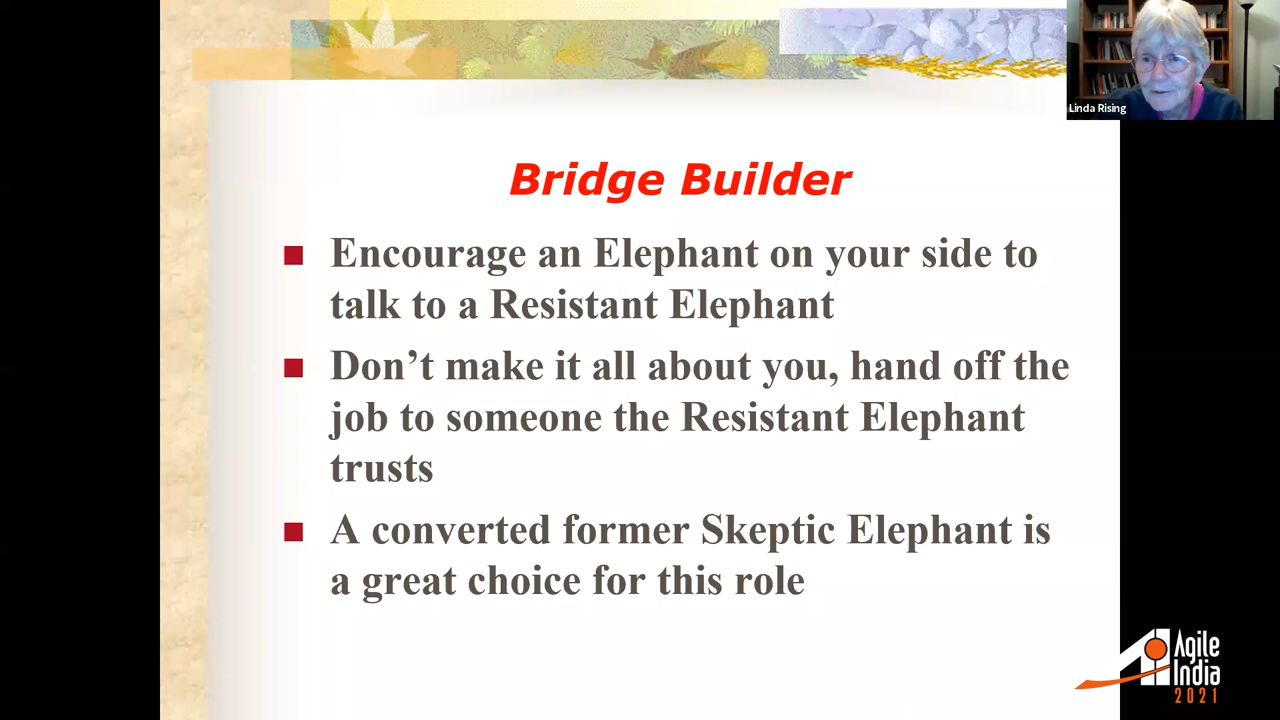 Linda Rising
Bridge Builder
Encourage an Elephant on your side to
talk to a Resistant Elephant
Don’t make it all about you, hand off the
job to someone the Resistant Elephant
trusts
A converted former Skeptic Elephant is
a great choice for this role
Agile
India
2021